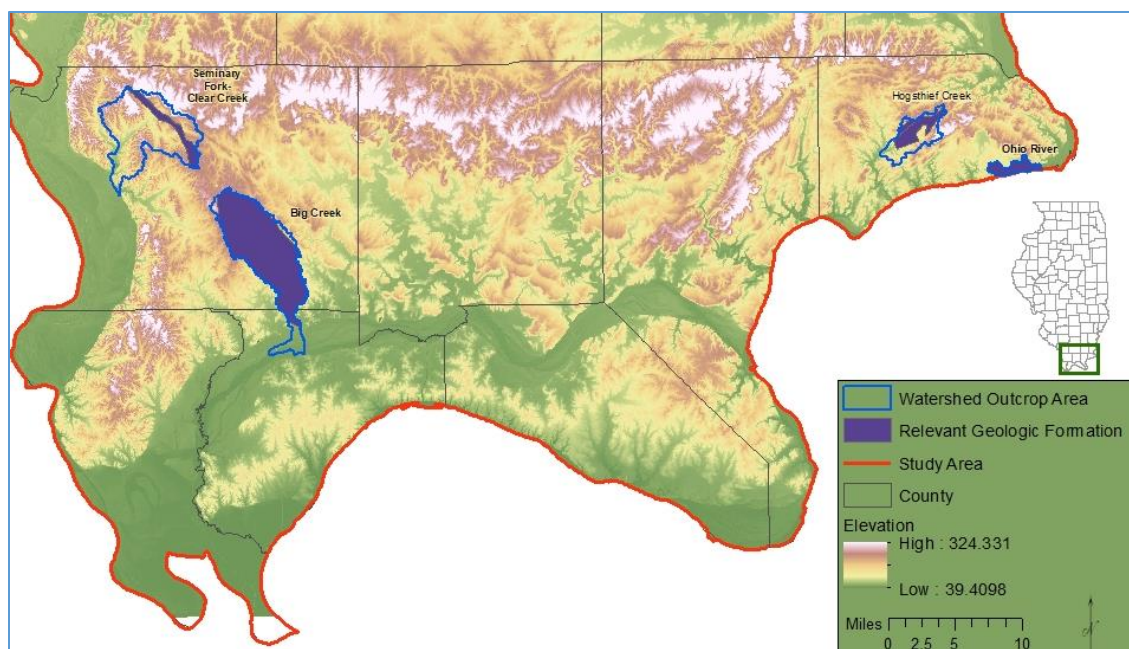 Seminary
Fork-
Clear Creek
Hogsthief Creek
Ohio River
Big Creek
Watershed Outcrop Area
Relevant Geologic Formation
Study Area
County
Elevation
High : 324.331
Low : 39.4098
Miles
0 2.5 5 10
N